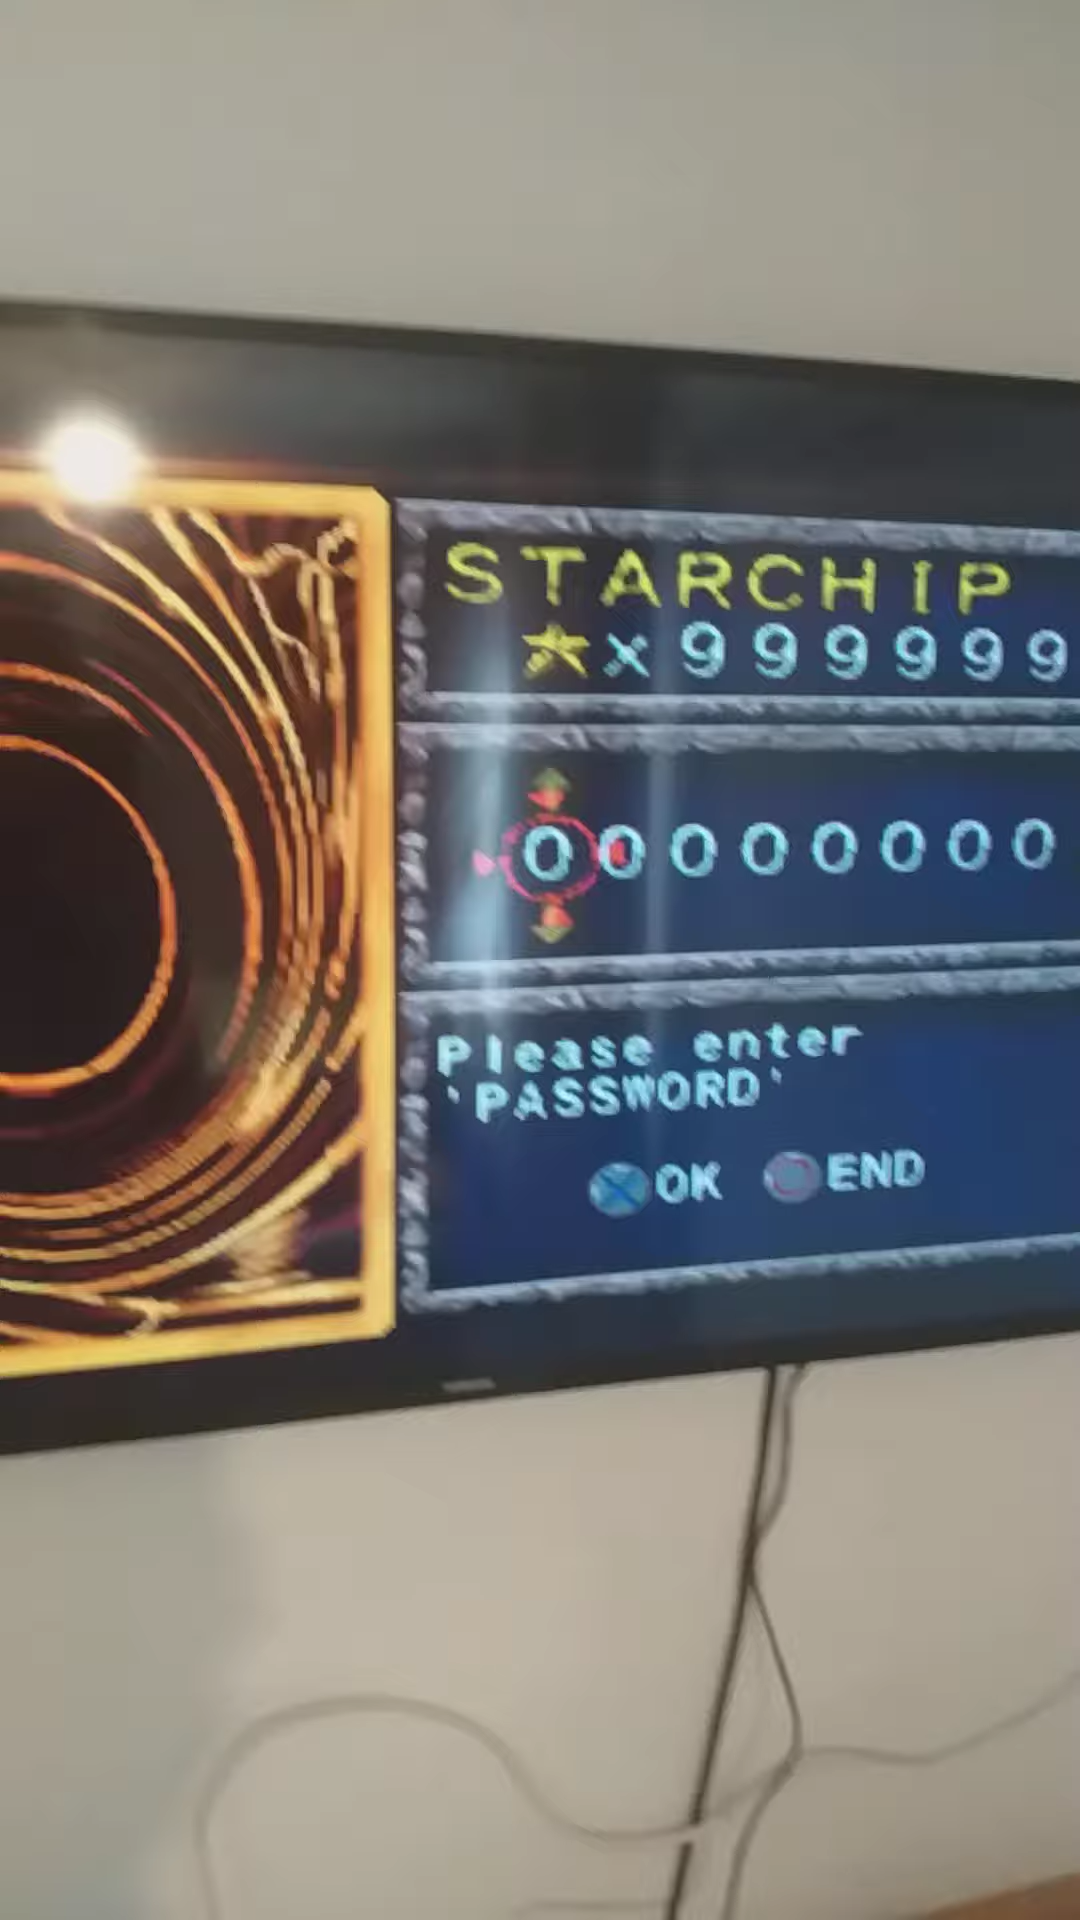 STARCHIP
★×999999
00000000
Please enter
'PASSWORD'
OK END